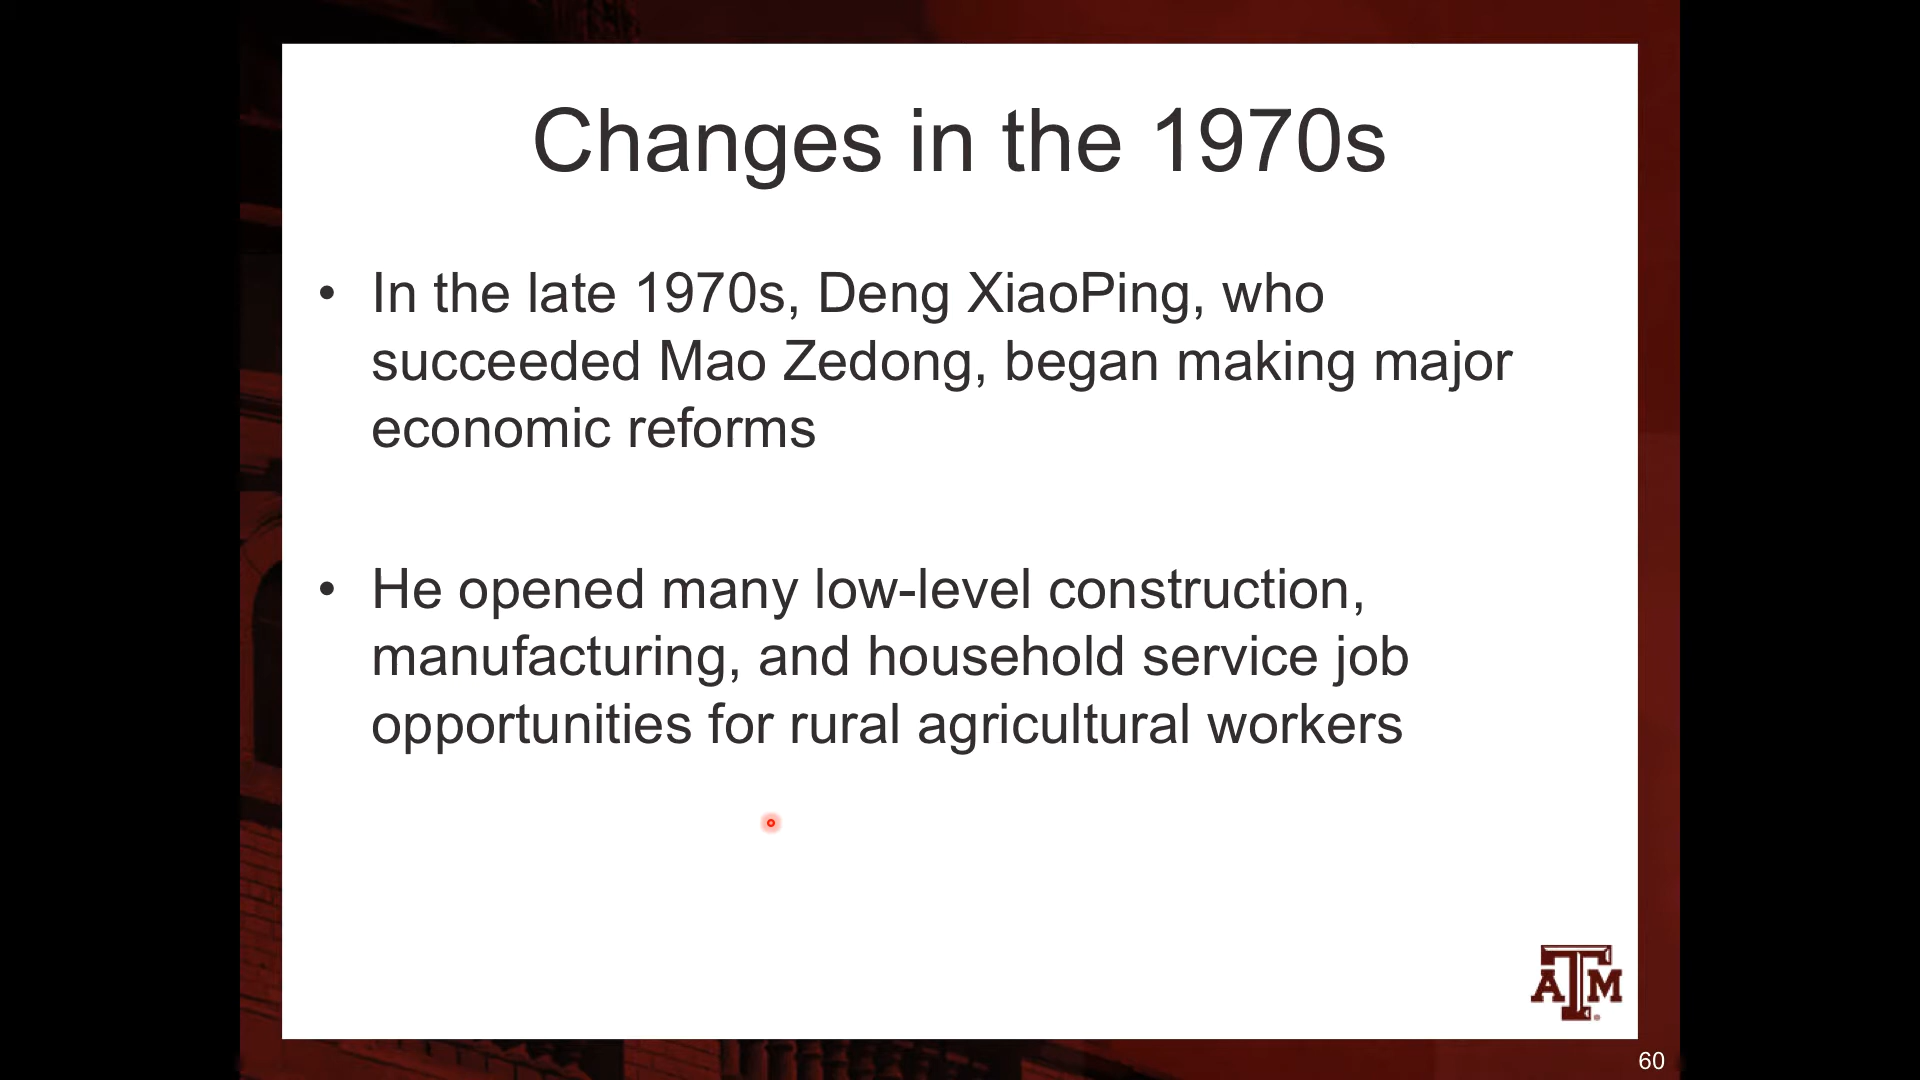 Changes in the 1970s
• In the late 1970s, Deng XiaoPing, who
succeeded Mao Zedong, began making major
economic reforms
• He opened many low-level construction,
manufacturing, and household service job
opportunities for rural agricultural workers
ATM®
60